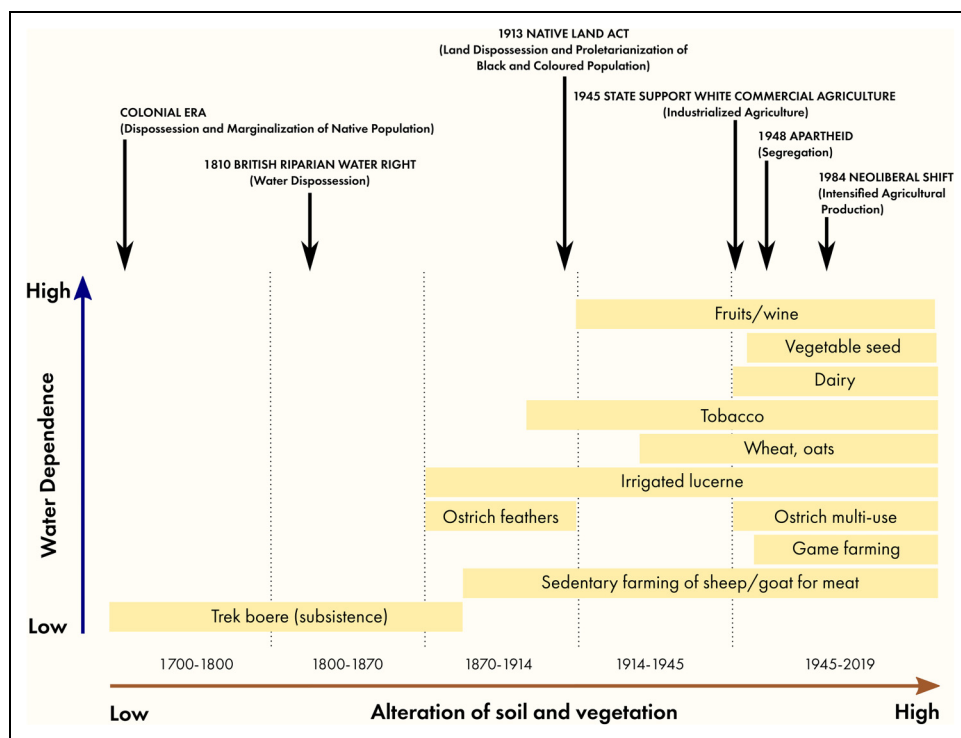 1913 NATIVE LAND ACT
(Land Dispossession and Proletarianization of
Black and Coloured Population)
1945 STATE SUPPORT WHITE COMMERCIAL AGRICULTURE
(Industrialized Agriculture)
COLONIAL ERA
(Dispossession and Marginalization of Native Population)
1948 APARTHEID
(Segregation)
1810 BRITISH RIPARIAN WATER RIGHT
(Water Dispossession)
1984 NEOLIBERAL SHIFT
(Intensified Agricultural
Production)
High
Water Dependence
Low
Fruits/wine
Vegetable seed
Dairy
Tobacco
Wheat, oats
Irrigated lucerne
Ostrich feathers
Ostrich multi-use
Game farming
Sedentary farming of sheep/goat for meat
Trek boere (subsistence)
1700-1800
1800-1870
1870-1914
1914-1945
1945-2019
Low
Alteration of soil and vegetation
High